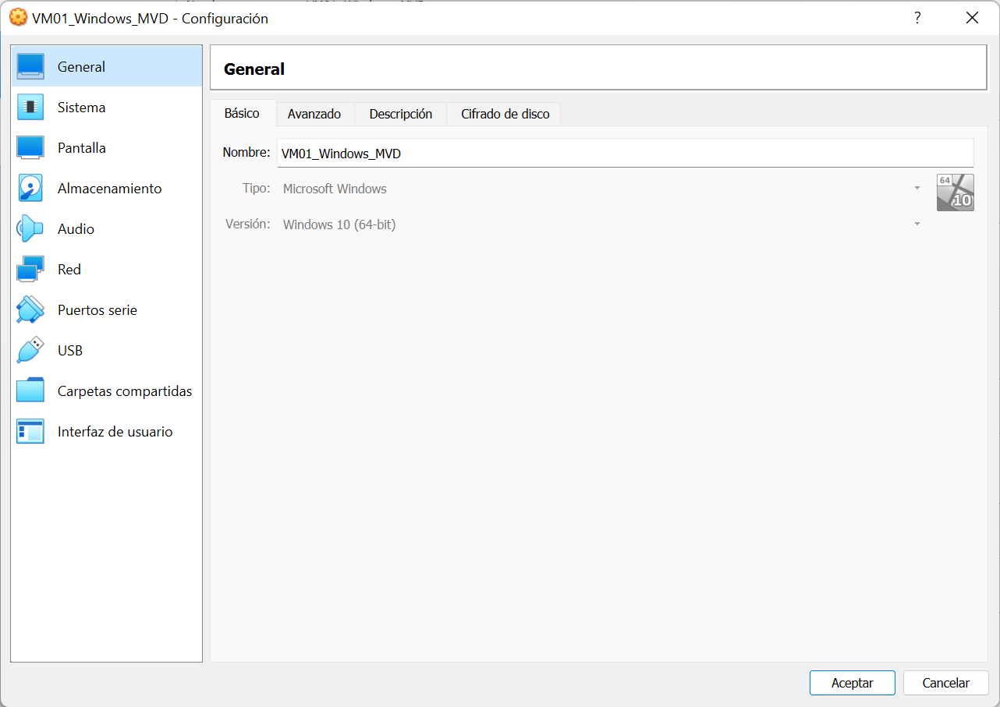 VM01_Windows_MVD - Configuración
?
General
Sistema
Pantalla
Almacenamiento
Audio
Red
Puertos serie
USB
Carpetas compartidas
Interfaz de usuario
General
Básico Avanzado Descripción Cifrado de disco
Nombre: VM01_Windows_MVD
Tipo: Microsoft Windows
64
10
Versión: Windows 10 (64-bit)
Aceptar Cancelar